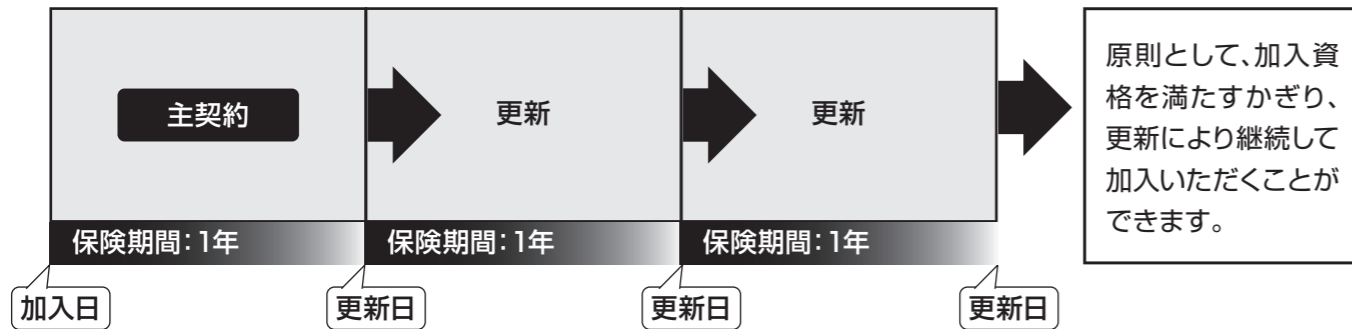 主契約
更新
更新
保険期間：1年
保険期間：1年
保険期間：1年
加入日
更新日
更新日
更新日
原則として、加入資
格を満たすかぎり、
更新により継続して
加入いただくことが
できます。